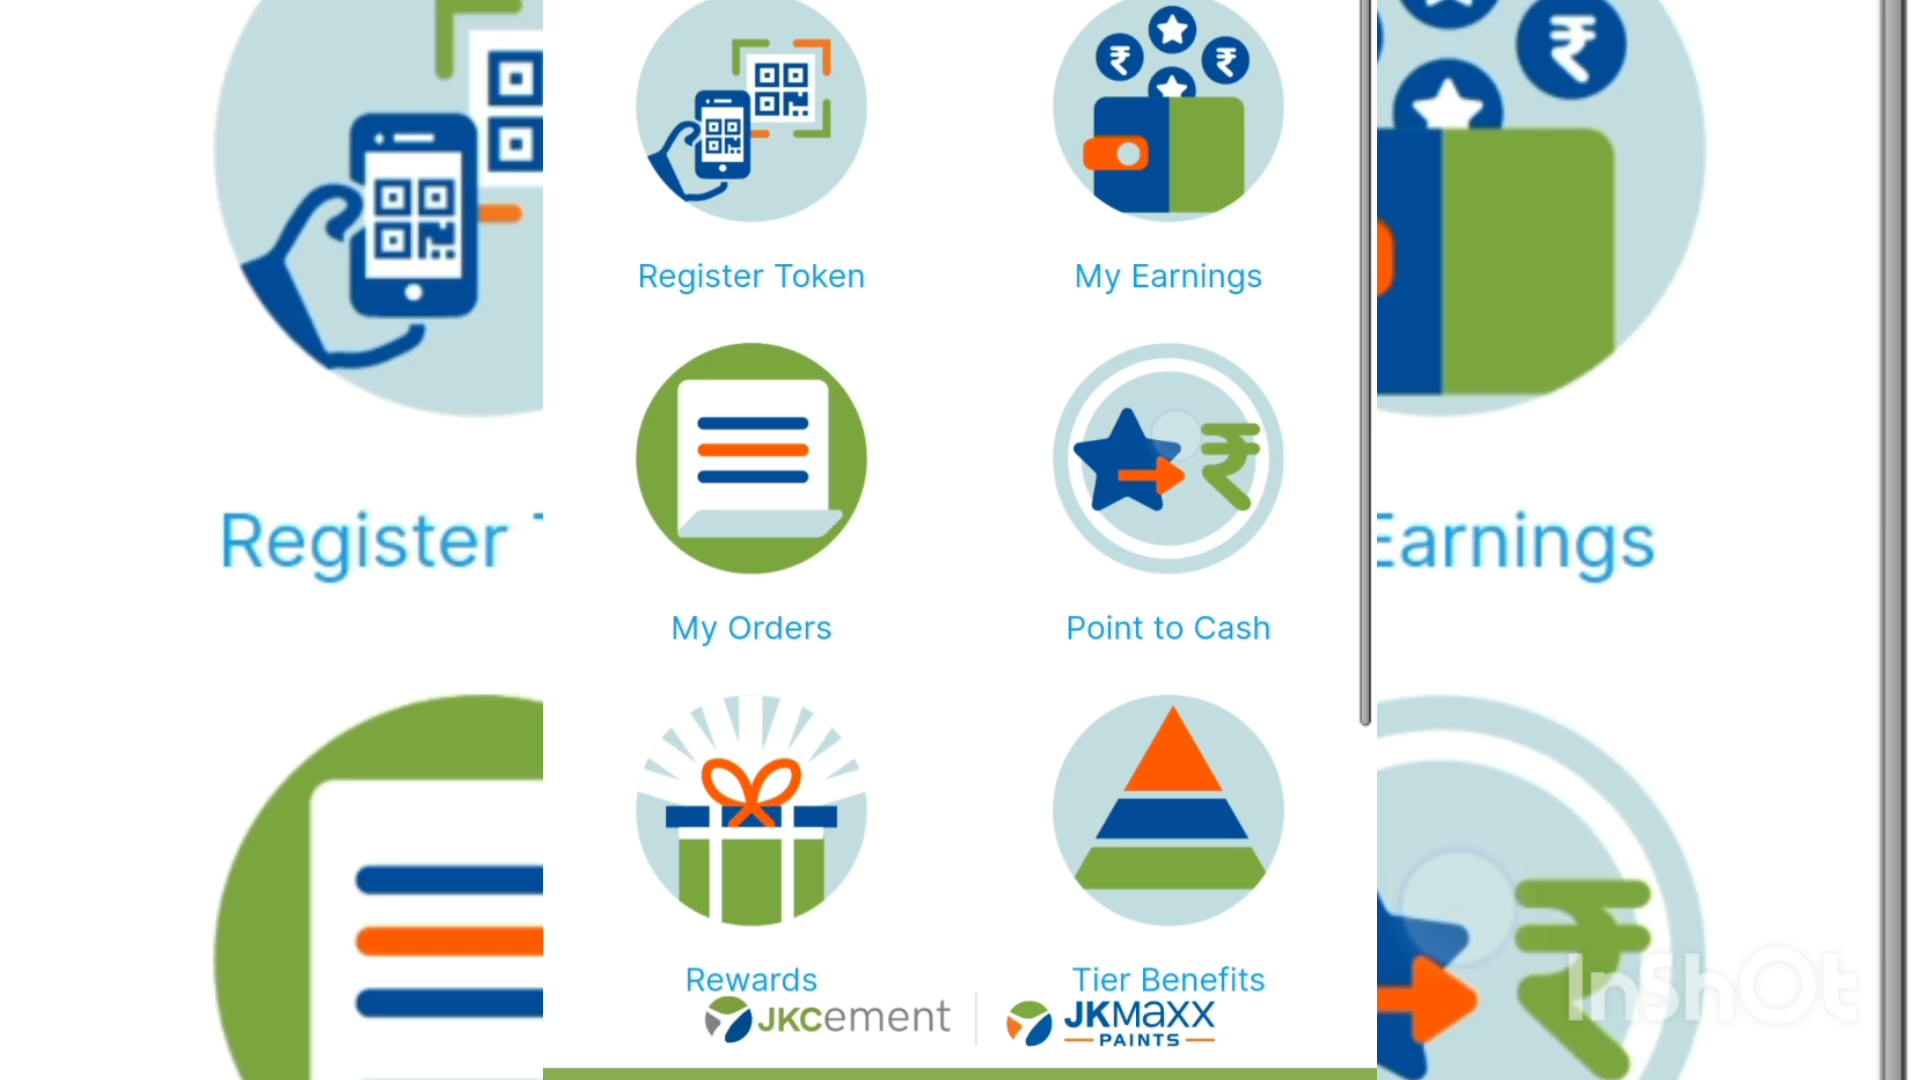 Register Token
My Earnings
My Orders
Point to Cash
Rewards
Tier Benefits
JKCement
JKMaxx
PAINTS
Register
Earnings
InShOt